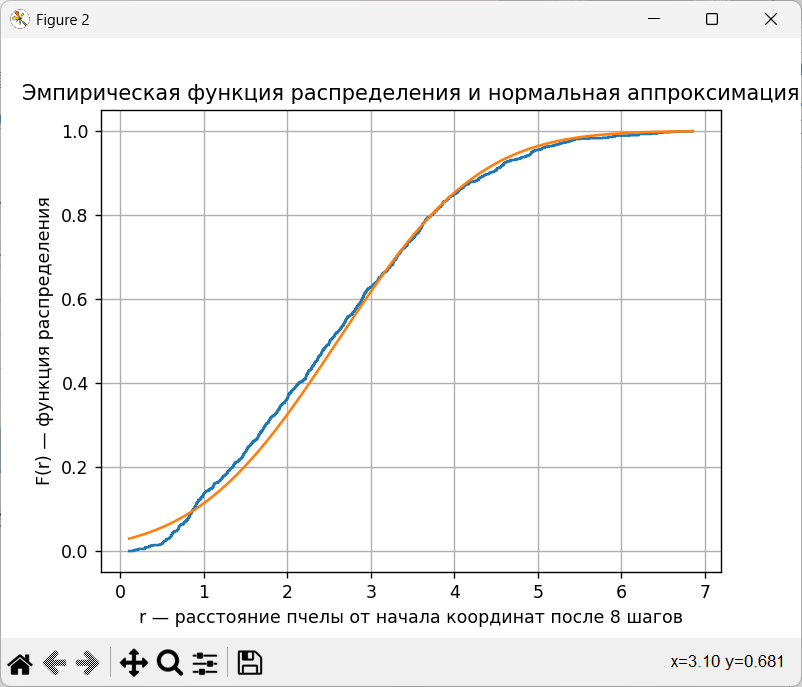 Figure 2
Эмпирическая функция распределения и нормальная аппроксимация
1.0
0.8
0.6
0.4
0.2
0.0
F(r) — функция распределения
0 1 2 3 4 5 6 7
r — расстояние пчелы от начала координат после 8 шагов
x=3.10 y=0.681